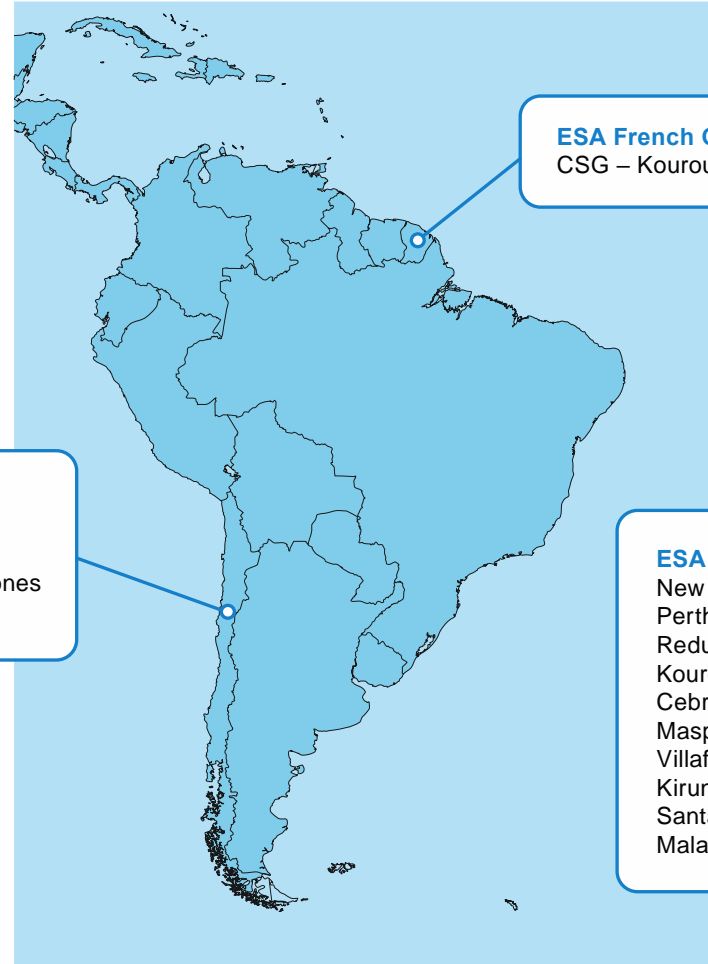 ESA French G
CSG – Kourou
ones
ESA
New
Perth
Redu
Kour
Cebr
Masp
Villaf
Kirun
Santa
Mala